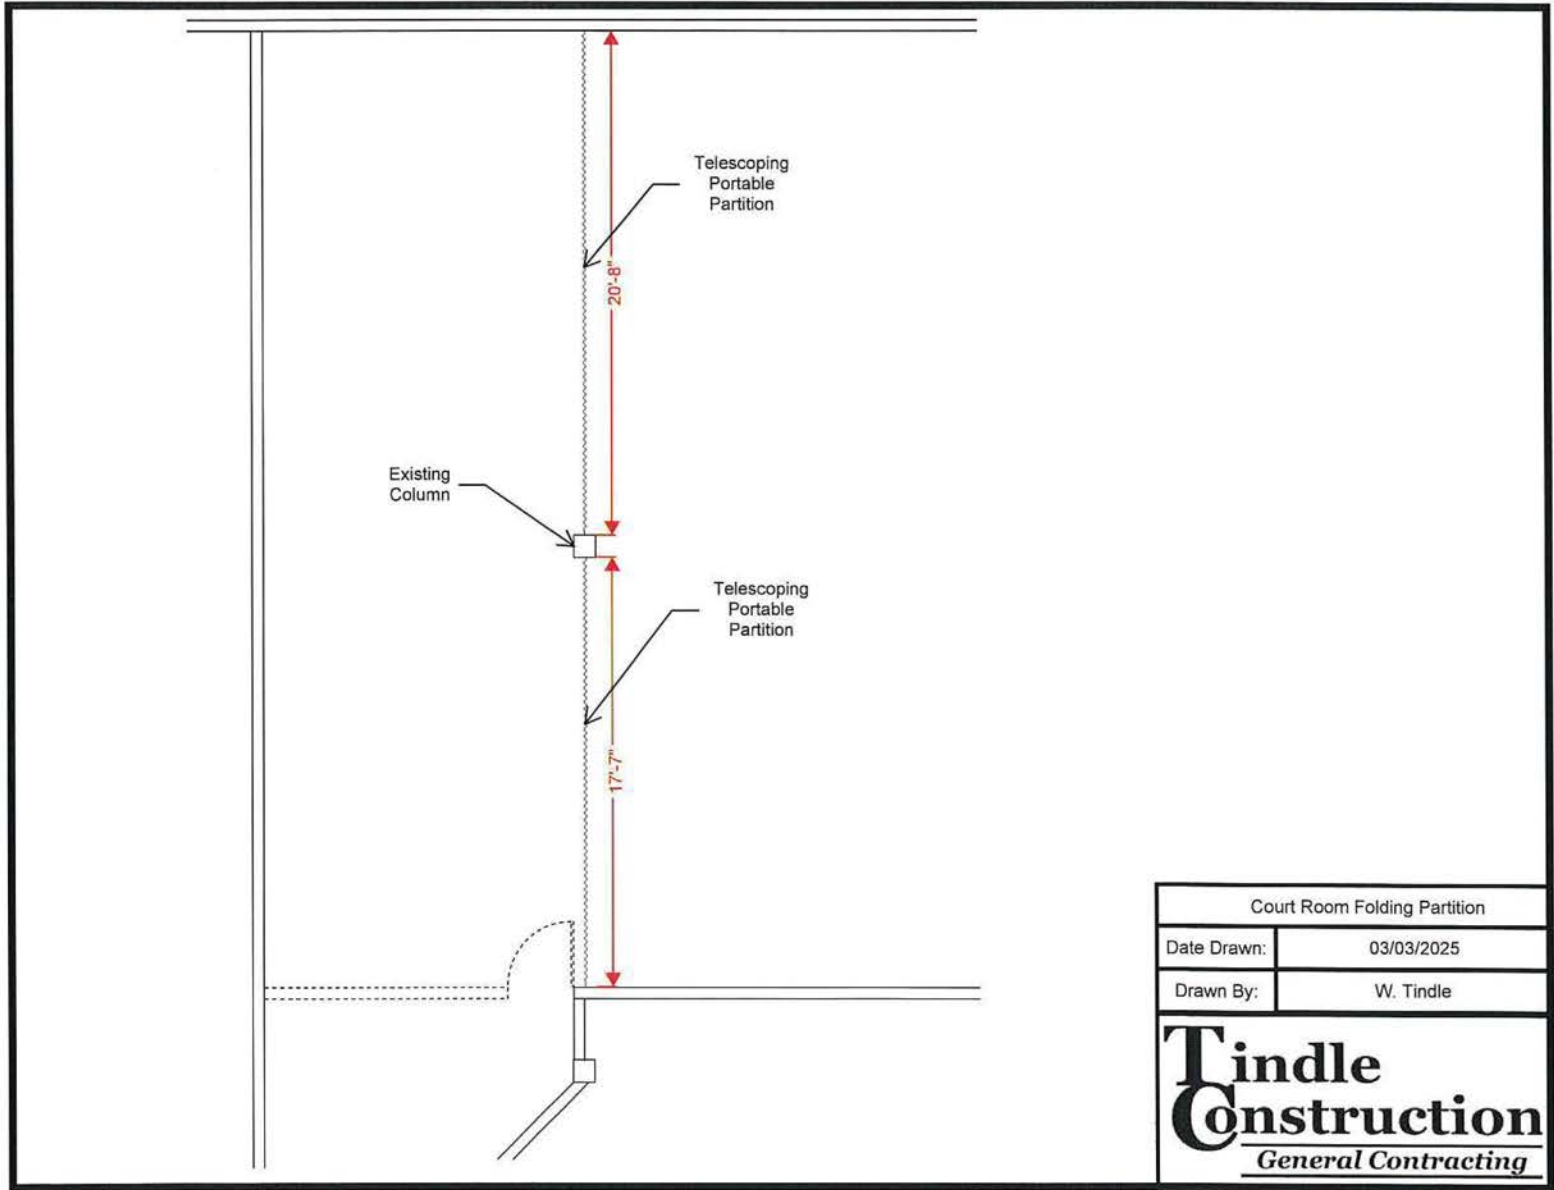 Telescoping
Portable
Partition
20'-8"
Existing
Column
Telescoping
Portable
Partition
17'-7"
Court Room Folding Partition
Date Drawn: 03/03/2025
Drawn By: W. Tindle
Tindle
Construction
General Contracting